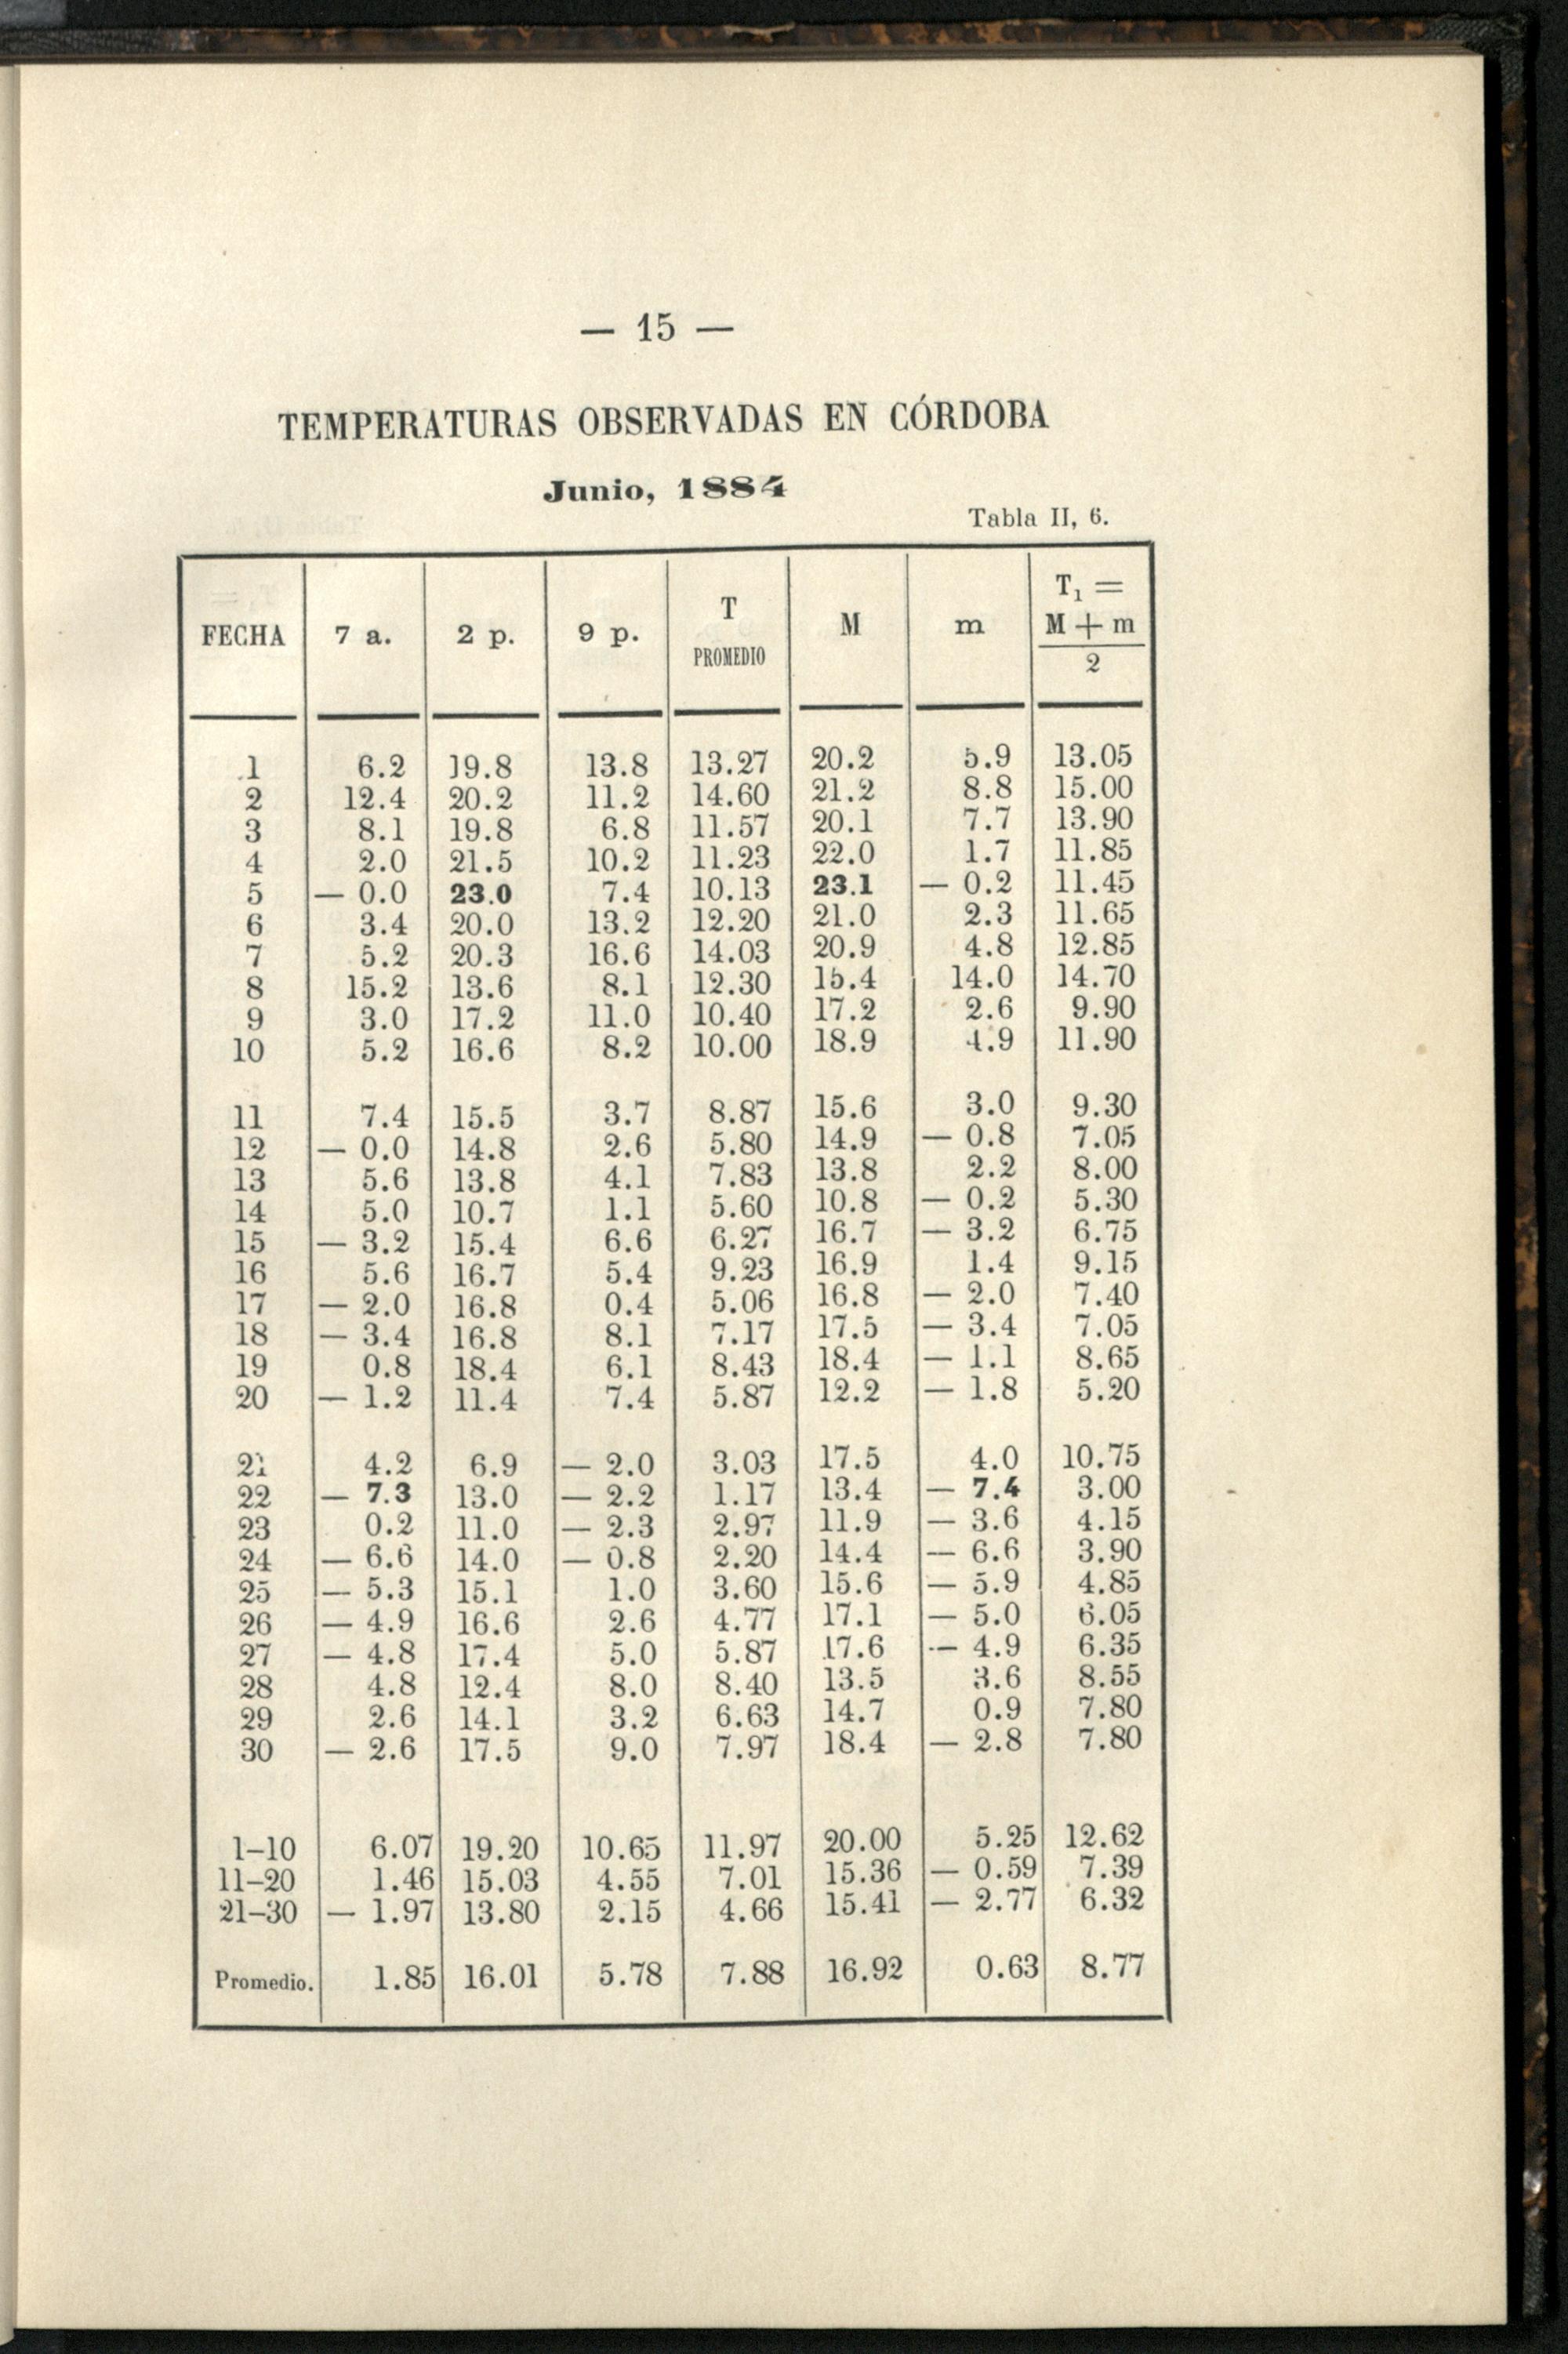 — 15 —
TEMPERATURAS OBSERVADAS EN CÓRDOBA
Junio, 1884
Tabla II, 6.
FECHA 7 a. 2 p. 9 p. T PROMEDIO M m T₁ = M + m / 2
1 6.2 19.8 13.8 13.27 20.2 5.9 13.05
2 12.4 20.2 11.2 14.60 21.2 8.8 15.00
3 8.1 19.8 6.8 11.57 20.1 7.7 13.90
4 2.0 21.5 10.2 11.23 22.0 1.7 11.85
5 — 0.0 23.0 7.4 10.13 23.1 — 0.2 11.45
6 3.4 20.0 13.2 12.20 21.0 2.3 11.65
7 5.2 20.3 16.6 14.03 20.9 4.8 12.85
8 15.2 13.6 8.1 12.30 15.4 14.0 14.70
9 3.0 17.2 11.0 10.40 17.2 2.6 9.90
10 5.2 16.6 8.2 10.00 18.9 4.9 11.90
11 7.4 15.5 3.7 8.87 15.6 3.0 9.30
12 — 0.0 14.8 2.6 5.80 14.9 — 0.8 7.05
13 5.6 13.8 4.1 7.83 13.8 2.2 8.00
14 5.0 10.7 1.1 5.60 10.8 — 0.2 5.30
15 — 3.2 15.4 6.6 6.27 16.7 — 3.2 6.75
16 5.6 16.7 5.4 9.23 16.9 1.4 9.15
17 — 2.0 16.8 0.4 5.06 16.8 — 2.0 7.40
18 — 3.4 16.8 8.1 7.17 17.5 — 3.4 7.05
19 0.8 18.4 6.1 8.43 18.4 — 1.1 8.65
20 — 1.2 11.4 7.4 5.87 12.2 — 1.8 5.20
21 4.2 6.9 — 2.0 3.03 17.5 4.0 10.75
22 — 7.3 13.0 — 2.2 1.17 13.4 — 7.4 3.00
23 0.2 11.0 — 2.3 2.97 11.9 — 3.6 4.15
24 — 6.6 14.0 — 0.8 2.20 14.4 — 6.6 3.90
25 — 5.3 15.1 1.0 3.60 15.6 — 5.9 4.85
26 — 4.9 16.6 2.6 4.77 17.1 — 5.0 6.05
27 — 4.8 17.4 5.0 5.87 17.6 — 4.9 6.35
28 4.8 12.4 8.0 8.40 13.5 3.6 8.55
29 2.6 14.1 3.2 6.63 14.7 0.9 7.80
30 — 2.6 17.5 9.0 7.97 18.4 — 2.8 7.80
1–10 6.07 19.20 10.65 11.97 20.00 5.25 12.62
11–20 1.46 15.03 4.55 7.01 15.36 — 0.59 7.39
21–30 — 1.97 13.80 2.15 4.66 15.41 — 2.77 6.32
Promedio. 1.85 16.01 5.78 7.88 16.92 0.63 8.77